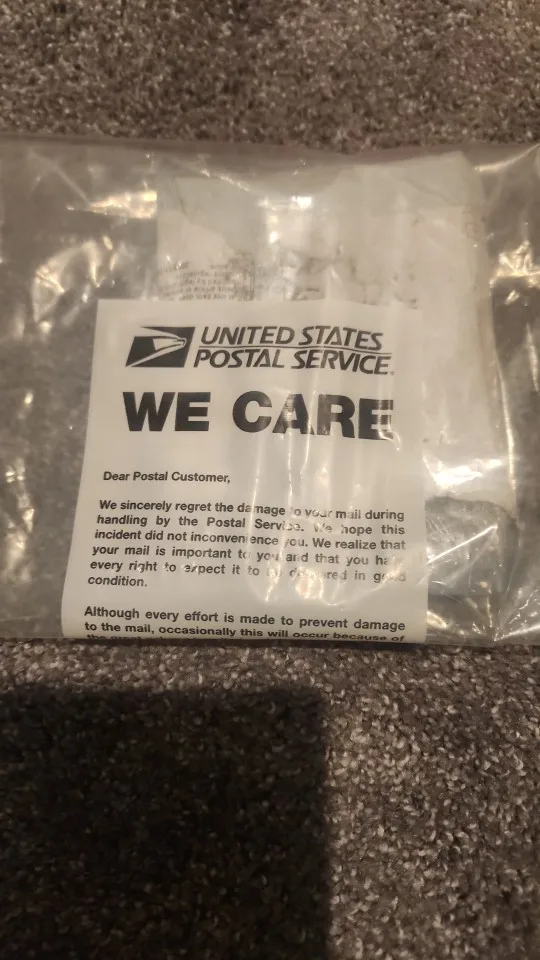 UNITED STATES
POSTAL SERVICE®
WE CARE
Dear Postal Customer,
We sincerely regret the damage to your mail during
handling by the Postal Service. We hope this
incident did not inconvenience you. We realize that
your mail is important to you and that you have
every right to expect it to be delivered in good
condition.
Although every effort is made to prevent damage
to the mail, occasionally this will occur because of